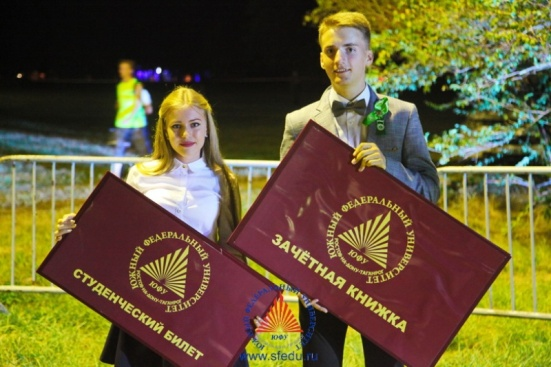 ЮЖНЫЙ ФЕДЕРАЛЬНЫЙ УНИВЕРСИТЕТ
ЮФУ
СТУДЕНЧЕСКИЙ БИЛЕТ
ЮЖНЫЙ ФЕДЕРАЛЬНЫЙ УНИВЕРСИТЕТ
ЮФУ
ЗАЧЁТНАЯ КНИЖКА
ЮФУ
www.sfedu.ru